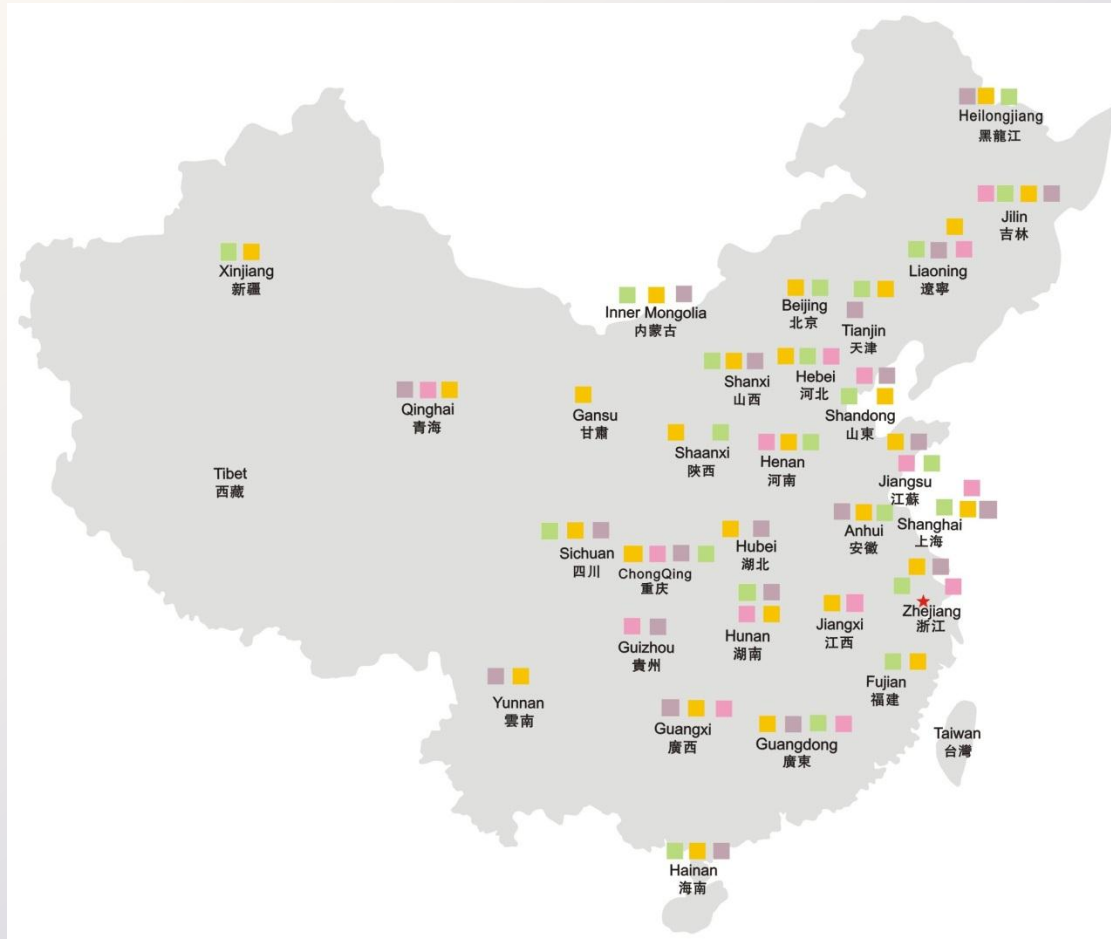 Heilongjiang
黑龍江
Jilin
吉林
Liaoning
遼寧
Xinjiang
新疆
Inner Mongolia
内蒙古
Beijing
北京
Tianjin
天津
Shanxi
山西
Hebei
河北
Qinghai
青海
Gansu
甘肅
Shandong
山東
Shaanxi
陝西
Henan
河南
Tibet
西藏
Jiangsu
江蘇
Anhui
安徽
Shanghai
上海
Sichuan
四川
ChongQing
重庆
Hubei
湖北
Zhejiang
浙江
Hunan
湖南
Jiangxi
江西
Guizhou
貴州
Fujian
福建
Yunnan
雲南
Guangxi
廣西
Guangdong
廣東
Taiwan
台灣
Hainan
海南